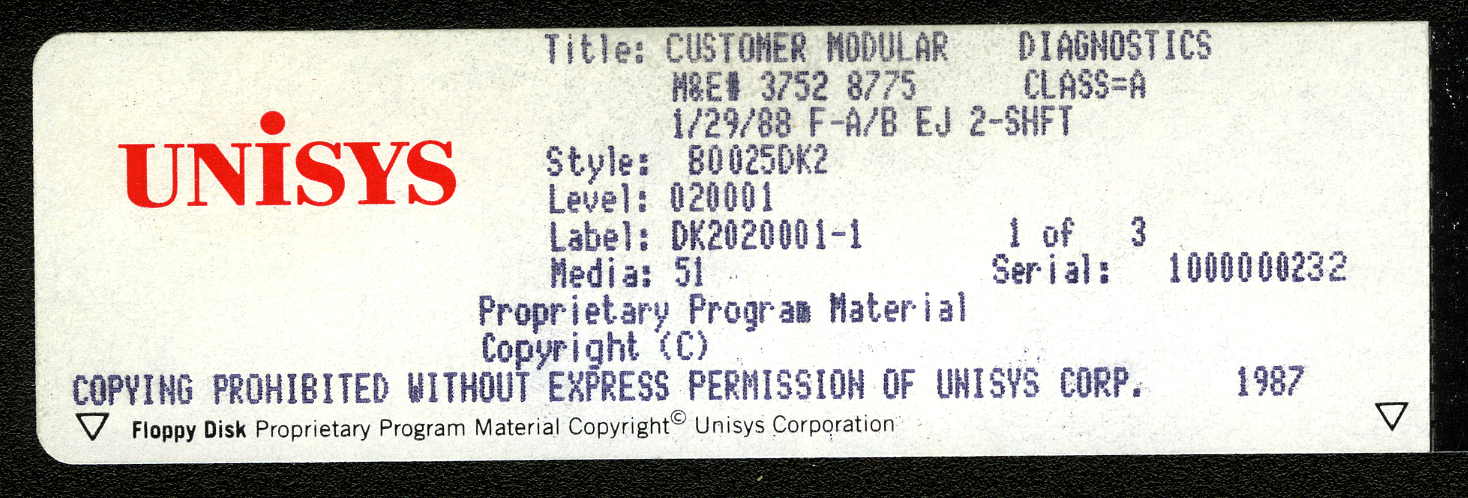 UNiSYS
Title: CUSTOMER MODULAR DIAGNOSTICS
M&E# 3752 8775 CLASS=A
1/29/88 F-A/B EJ 2-SHFT
Style: B0025DK2
Level: 020001
Label: DK2020001-1 1 of 3
Media: 51 Serial: 1000000232
Proprietary Program Material
Copyright (C)
COPYING PROHIBITED WITHOUT EXPRESS PERMISSION OF UNISYS CORP. 1987
Floppy Disk Proprietary Program Material Copyright© Unisys Corporation